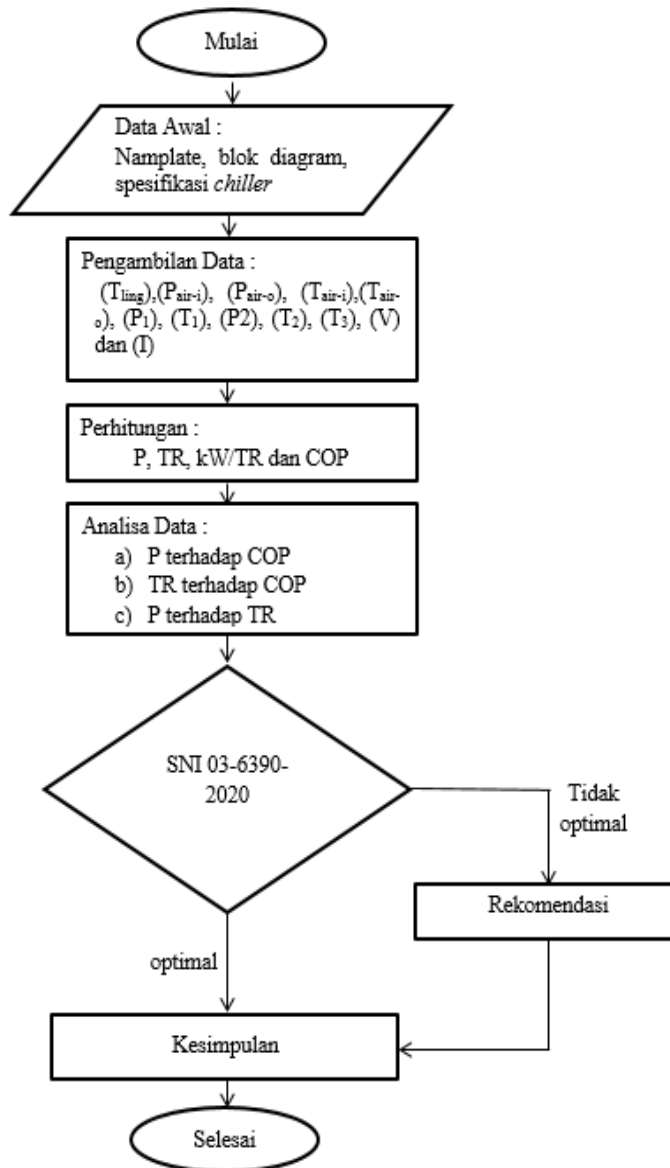 Mulai
Data Awal :
Namplate, blok diagram,
spesifikasi chiller
Pengambilan Data :
(Tling),(Pair-i), (Pair-o), (Tair-i),(Tair-
o), (P1), (T1), (P2), (T2), (T3), (V)
dan (I)
Perhitungan :
P, TR, kW/TR dan COP
Analisa Data :
a) P terhadap COP
b) TR terhadap COP
c) P terhadap TR
SNI 03-6390-
2020
Tidak
optimal
Rekomendasi
optimal
Kesimpulan
Selesai